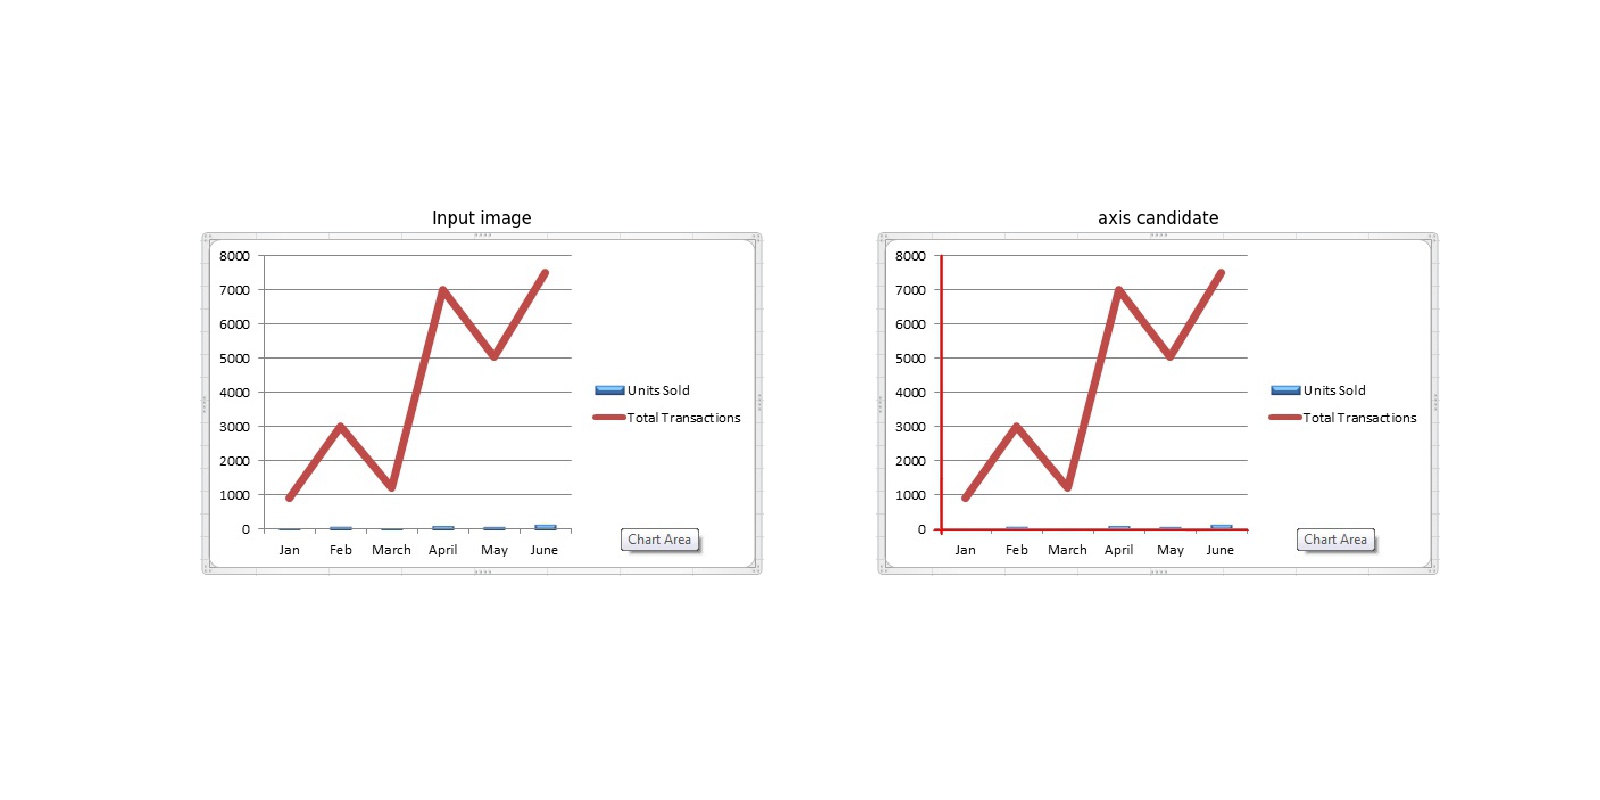 Input image
8000
7000
6000
5000
4000
3000
2000
1000
0
Jan Feb March April May June
Units Sold
Total Transactions
Chart Area
axis candidate
8000
7000
6000
5000
4000
3000
2000
1000
0
Jan Feb March April May June
Units Sold
Total Transactions
Chart Area